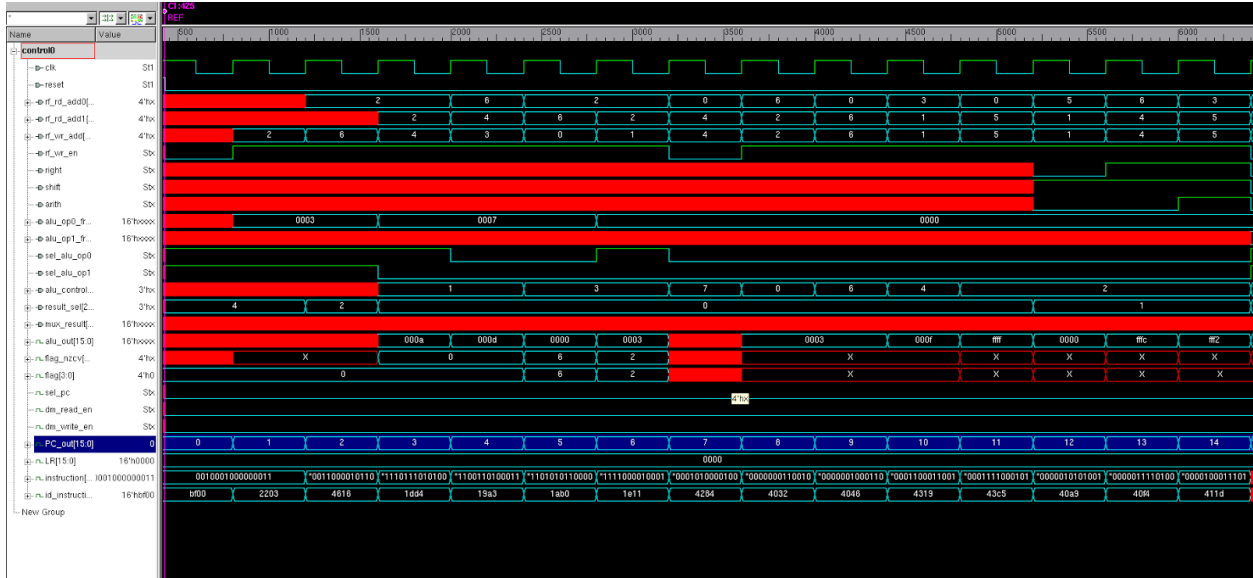 C1:426
REF
Name Value
500 1000 1500 2000 2500 3000 3500 4000 4500 5000 5500 6000
control0
clk St1
reset St1
rf_rd_add0[... 4'hx 2 6 2 0 6 0 3 0 5 6 3
rf_rd_add1[... 4'hx 2 4 6 2 4 2 6 1 5 1 4 5
rf_wr_add[... 4'hx 2 6 4 3 0 1 4 2 6 1 5 1 4 5
rf_wr_en Stx
right Stx
shift Stx
arith Stx
alu_op0_fr... 16'hxxxx 0003 0007 0000
alu_op1_fr... 16'hxxxx
sel_alu_op0 Stx
sel_alu_op1 Stx
alu_control... 3'hx 1 3 7 0 6 4 2
result_sel[2... 3'hx 4 2 0 1
mux_result[... 16'hxxxx
alu_out[15:0] 16'hxxxx 000a 000d 0000 0003 0003 000f ffff 0000 fffc fff2
flag_nzcv[... 4'hx X 0 6 2 X X X X X
flag[3:0] 4'h0 0 6 2 X X X X X
sel_pc Stx 4'hx
dm_read_en Stx
dm_write_en Stx
PC_out[15:0] 0 0 1 2 3 4 5 6 7 8 9 10 11 12 13 14
LR[15:0] 16'h0000 0000
instruction[... )001000000011 0010001000000011 *0011000010110 *1110111010100 *1100110100011 *1101010110000 *1111000010001 *0001010000100 *0000000110010 *0000001000110 *0001100011001 *0001111000101 *0000010101001 *0000011110100 *0000100011101
id_instructi... 16'hbf00 bf00 2203 4616 1dd4 19a3 1ab0 1e11 4284 4032 4046 4319 43c5 40a9 40f4 411d
New Group